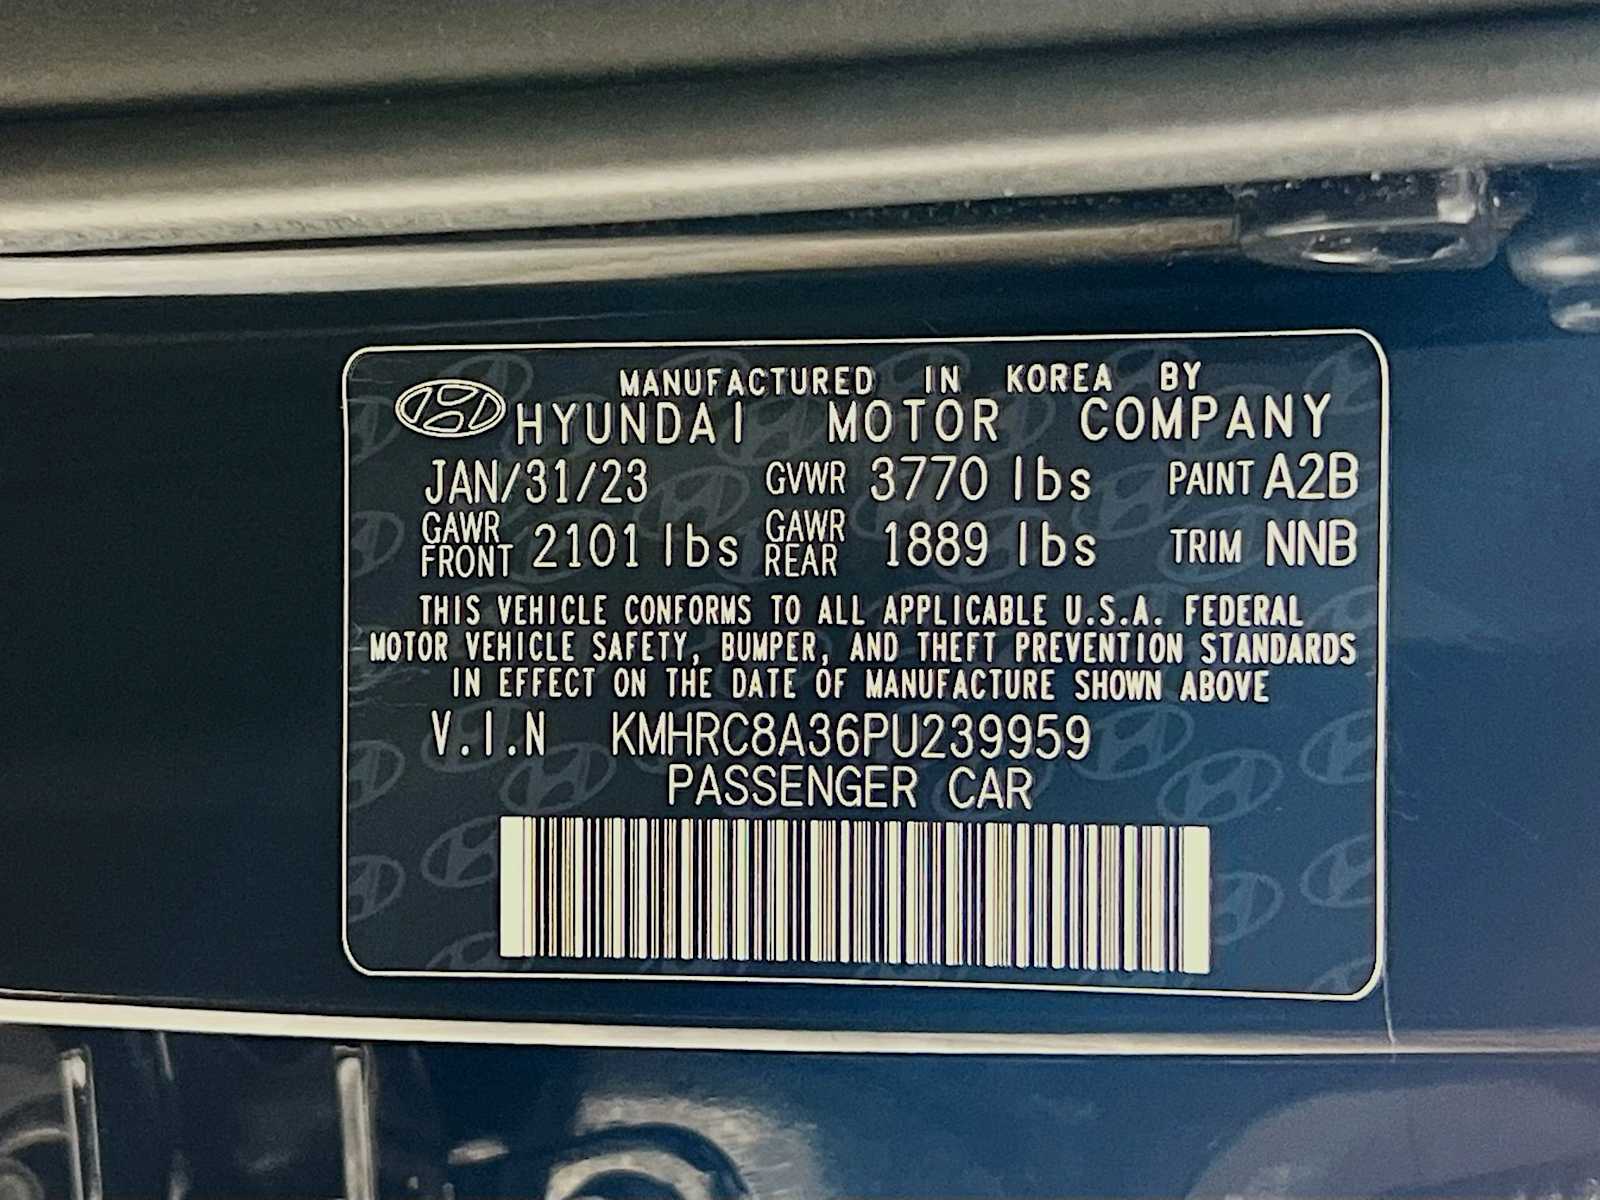 MANUFACTURED IN KOREA BY
HYUNDAI MOTOR COMPANY
JAN/31/23 GVWR 3770 lbs PAINT A2B
GAWR FRONT 2101 lbs GAWR REAR 1889 lbs TRIM NNB
THIS VEHICLE CONFORMS TO ALL APPLICABLE U.S.A. FEDERAL
MOTOR VEHICLE SAFETY, BUMPER, AND THEFT PREVENTION STANDARDS
IN EFFECT ON THE DATE OF MANUFACTURE SHOWN ABOVE
V.I.N KMHRC8A36PU239959
PASSENGER CAR